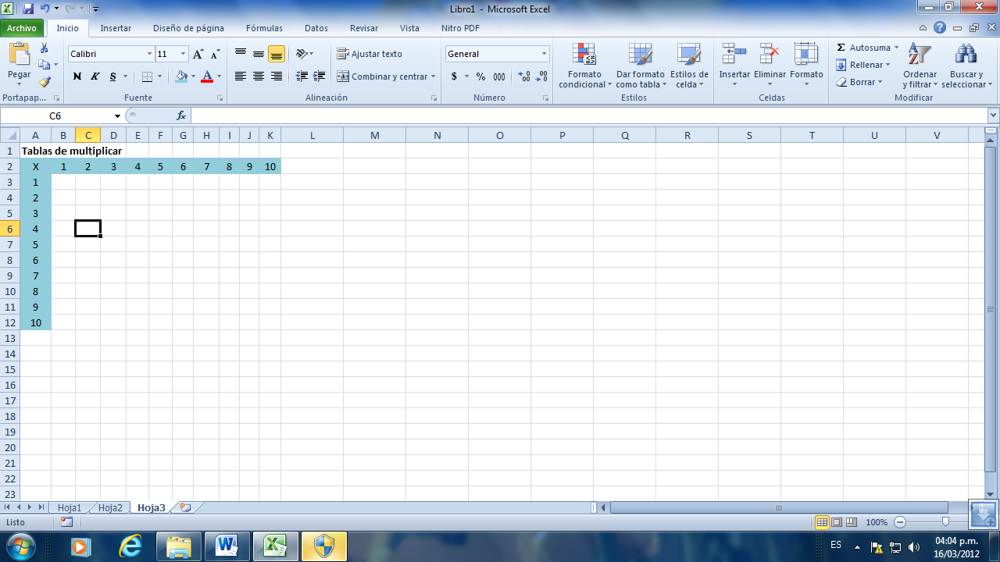 Libro1 - Microsoft Excel
Archivo Inicio Insertar Diseño de página Fórmulas Datos Revisar Vista Nitro PDF
Pegar
Portapap...
Calibri 11
N K S
Fuente
Ajustar texto
Combinar y centrar
Alineación
General
$ % 000
Número
Formato condicional
Dar formato como tabla
Estilos de celda
Estilos
Insertar Eliminar Formato
Celdas
Autosuma
Rellenar
Borrar
Ordenar y filtrar
Buscar y seleccionar
Modificar
C6 fx
A B C D E F G H I J K L M N O P Q R S T U V
1 Tablas de multiplicar
2 X 1 2 3 4 5 6 7 8 9 10
3 1
4 2
5 3
6 4
7 5
8 6
9 7
10 8
11 9
12 10
13
14
15
16
17
18
19
20
21
22
23
Hoja1 Hoja2 Hoja3
Listo 100%
ES 04:04 p.m.
16/03/2012